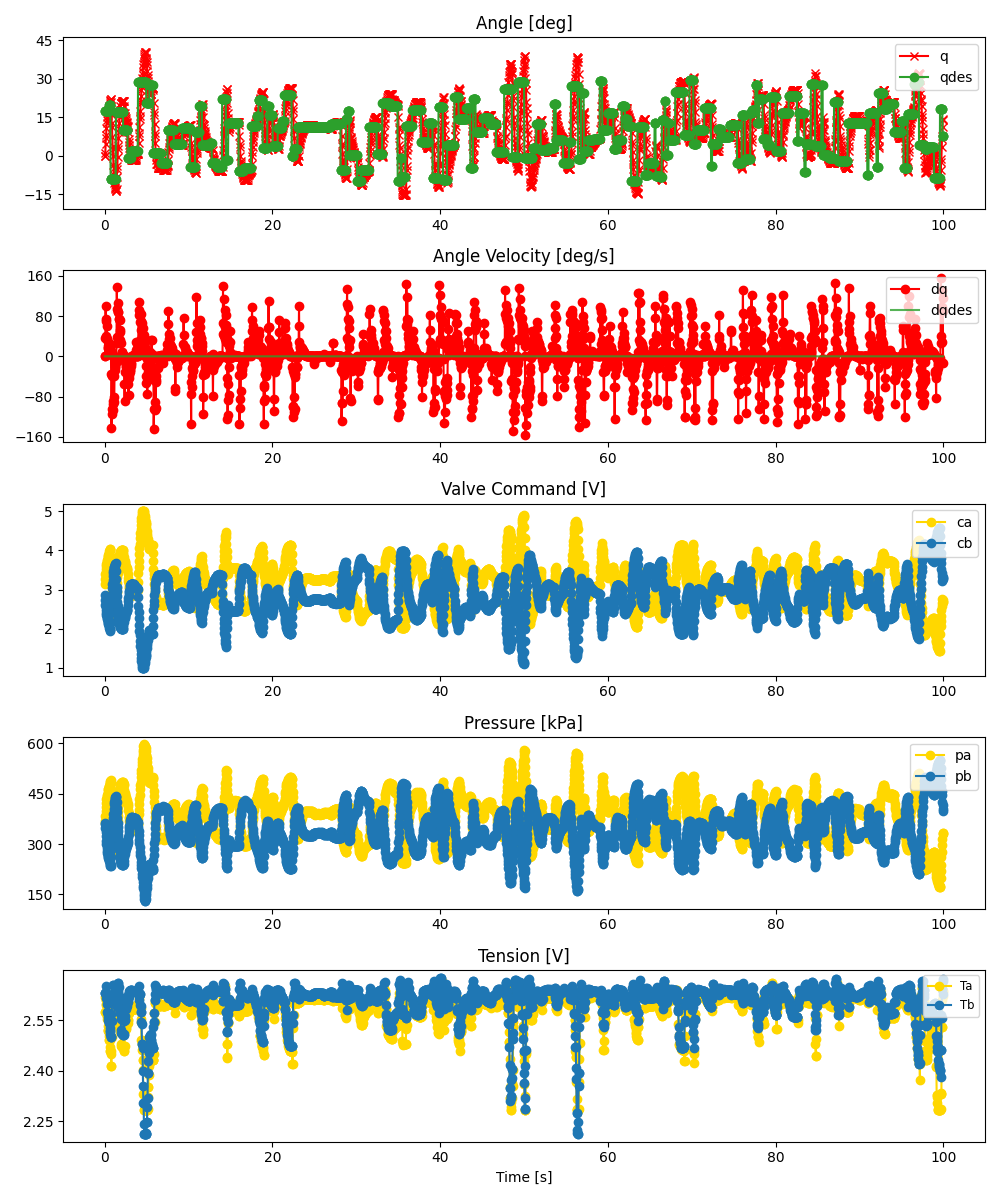 Angle [deg]
45
30
15
0
−15
q
qdes
0 20 40 60 80 100
Angle Velocity [deg/s]
160
80
0
−80
−160
dq
dqdes
0 20 40 60 80 100
Valve Command [V]
5
4
3
2
1
ca
cb
0 20 40 60 80 100
Pressure [kPa]
600
450
300
150
pa
pb
0 20 40 60 80 100
Tension [V]
2.55
2.40
2.25
Ta
Tb
0 20 40 60 80 100
Time [s]